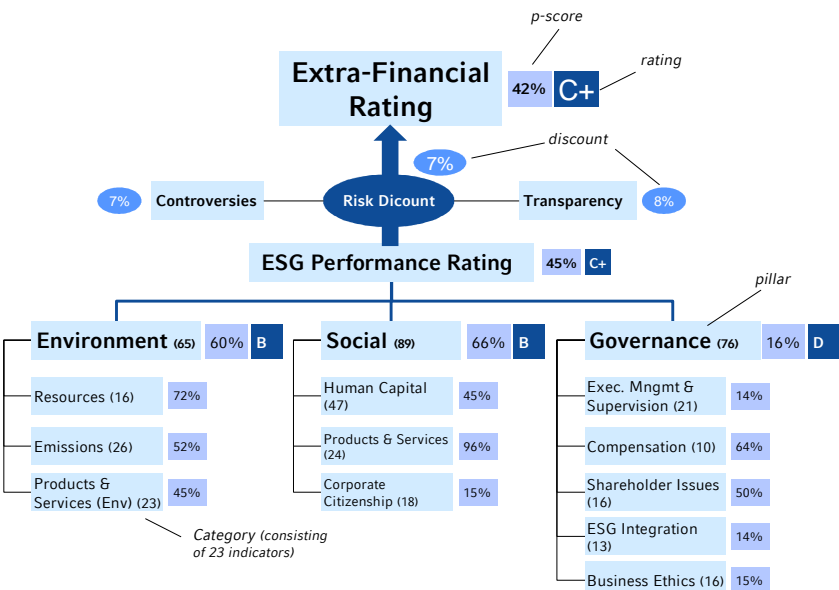 p-score
Extra-Financial
Rating
42%
C+
rating
discount
7%
7%
Controversies
Risk Dicount
Transparency
8%
ESG Performance Rating
45%
C+
pillar
Environment (65)
60%
B
Social (89)
66%
B
Governance (76)
16%
D
Resources (16)
72%
Emissions (26)
52%
Products &
Services (Env) (23)
45%
Category (consisting
of 23 indicators)
Human Capital
(47)
45%
Products & Services
(24)
96%
Corporate
Citizenship (18)
15%
Exec. Mngmt &
Supervision (21)
14%
Compensation (10)
64%
Shareholder Issues
(16)
50%
ESG Integration
(13)
14%
Business Ethics (16)
15%